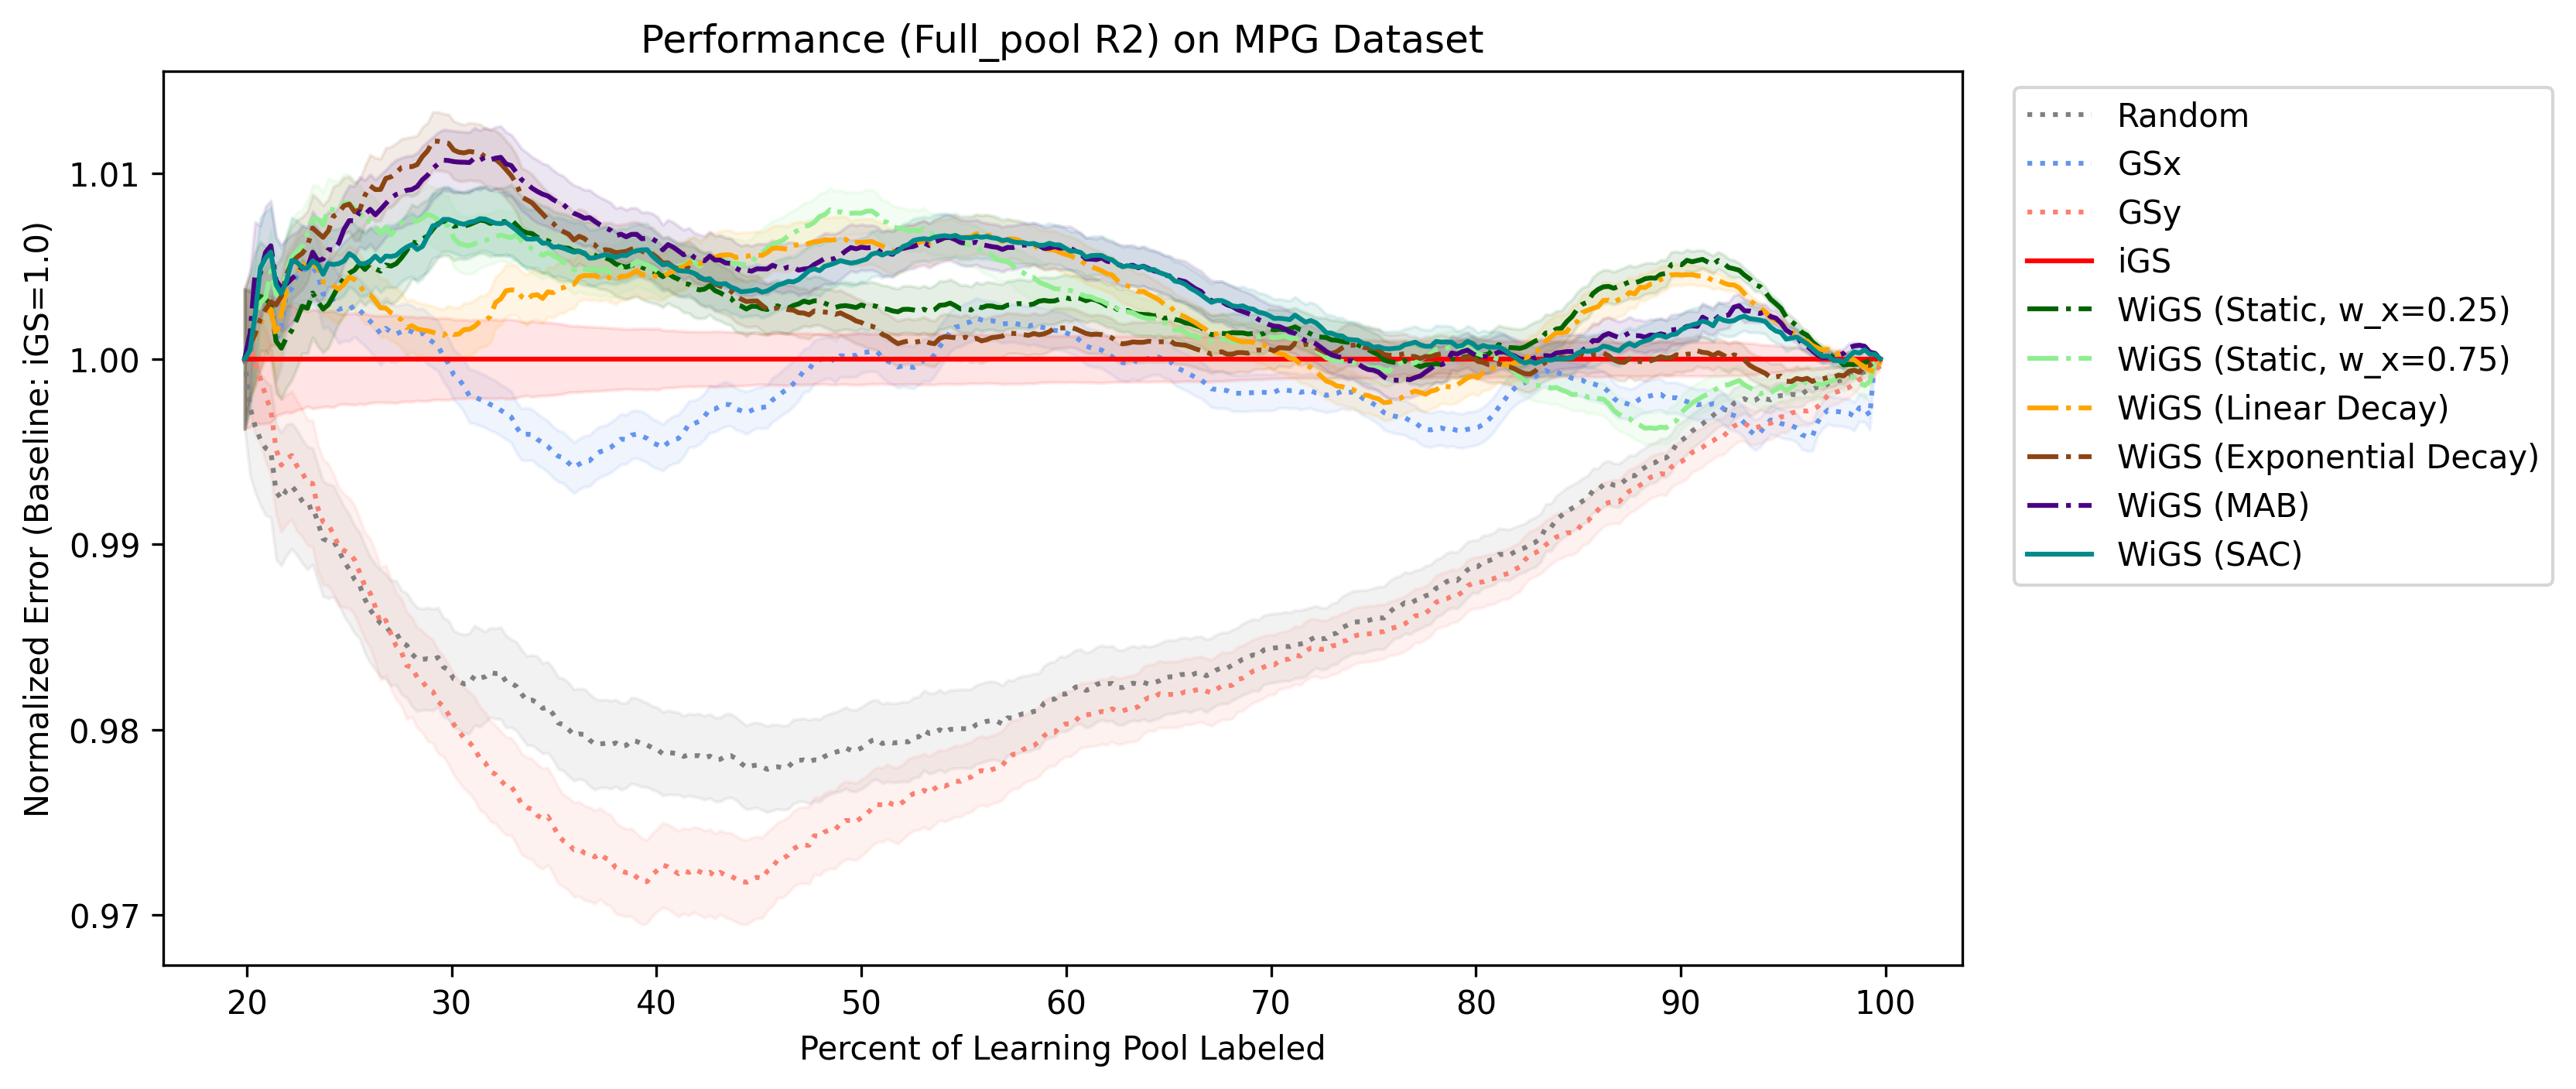 Performance (Full_pool R2) on MPG Dataset
Normalized Error (Baseline: iGS=1.0)
1.01
1.00
0.99
0.98
0.97
20 30 40 50 60 70 80 90 100
Percent of Learning Pool Labeled
Random
GSx
GSy
iGS
WiGS (Static, w_x=0.25)
WiGS (Static, w_x=0.75)
WiGS (Linear Decay)
WiGS (Exponential Decay)
WiGS (MAB)
WiGS (SAC)